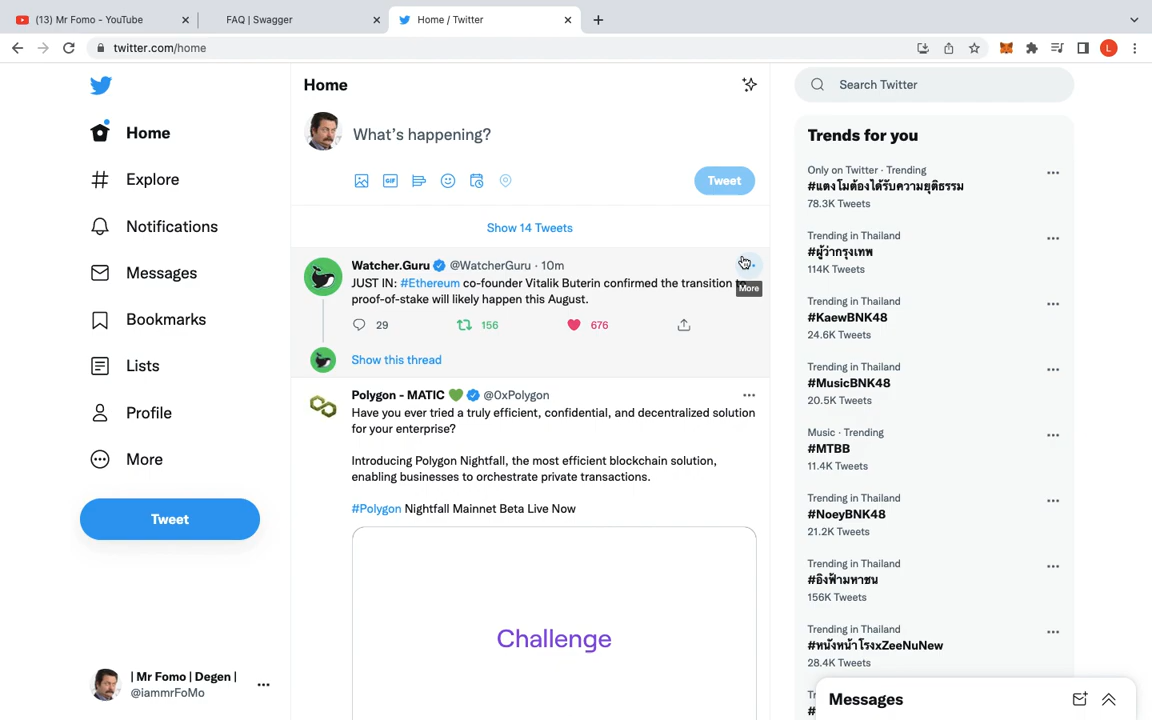 (13) Mr Fomo - YouTube
FAQ | Swagger
Home / Twitter
twitter.com/home
L
Home
Explore
Notifications
Messages
Bookmarks
Lists
Profile
More
Tweet
| Mr Fomo | Degen |
@iammrFoMo
Home
What's happening?
GIF
Tweet
Show 14 Tweets
Watcher.Guru @WatcherGuru · 10m
JUST IN: #Ethereum co-founder Vitalik Buterin confirmed the transition
More
proof-of-stake will likely happen this August.
29 156 676
Show this thread
Polygon - MATIC 💚 @0xPolygon
Have you ever tried a truly efficient, confidential, and decentralized solution
for your enterprise?
Introducing Polygon Nightfall, the most efficient blockchain solution,
enabling businesses to orchestrate private transactions.
#Polygon Nightfall Mainnet Beta Live Now
Challenge
Search Twitter
Trends for you
Only on Twitter · Trending
#แตงโมต้องได้รับความยุติธรรม
78.3K Tweets
Trending in Thailand
#ผู้ว่ากรุงเทพ
114K Tweets
Trending in Thailand
#KaewBNK48
24.6K Tweets
Trending in Thailand
#MusicBNK48
20.5K Tweets
Music · Trending
#MTBB
11.4K Tweets
Trending in Thailand
#NoeyBNK48
21.2K Tweets
Trending in Thailand
#อิงฟ้ามหาชน
156K Tweets
Trending in Thailand
#หนังหน้าโรงxZeeNuNew
28.4K Tweets
Messages